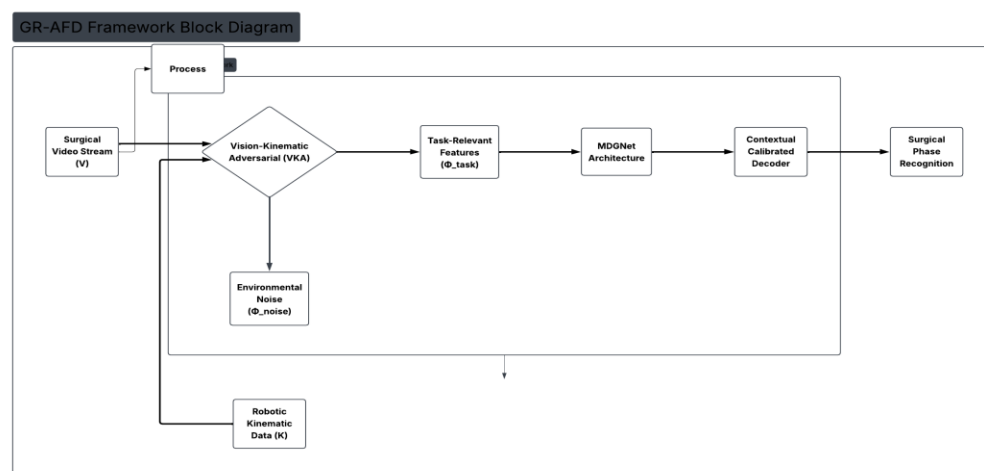 GR-AFD Framework Block Diagram
Process
Surgical
Video Stream
(V)
Vision-Kinematic
Adversarial (VKA)
Task-Relevant
Features
(Φ_task)
MDGNet
Architecture
Contextual
Calibrated
Decoder
Surgical
Phase
Recognition
Environmental
Noise
(Φ_noise)
Robotic
Kinematic
Data (K)